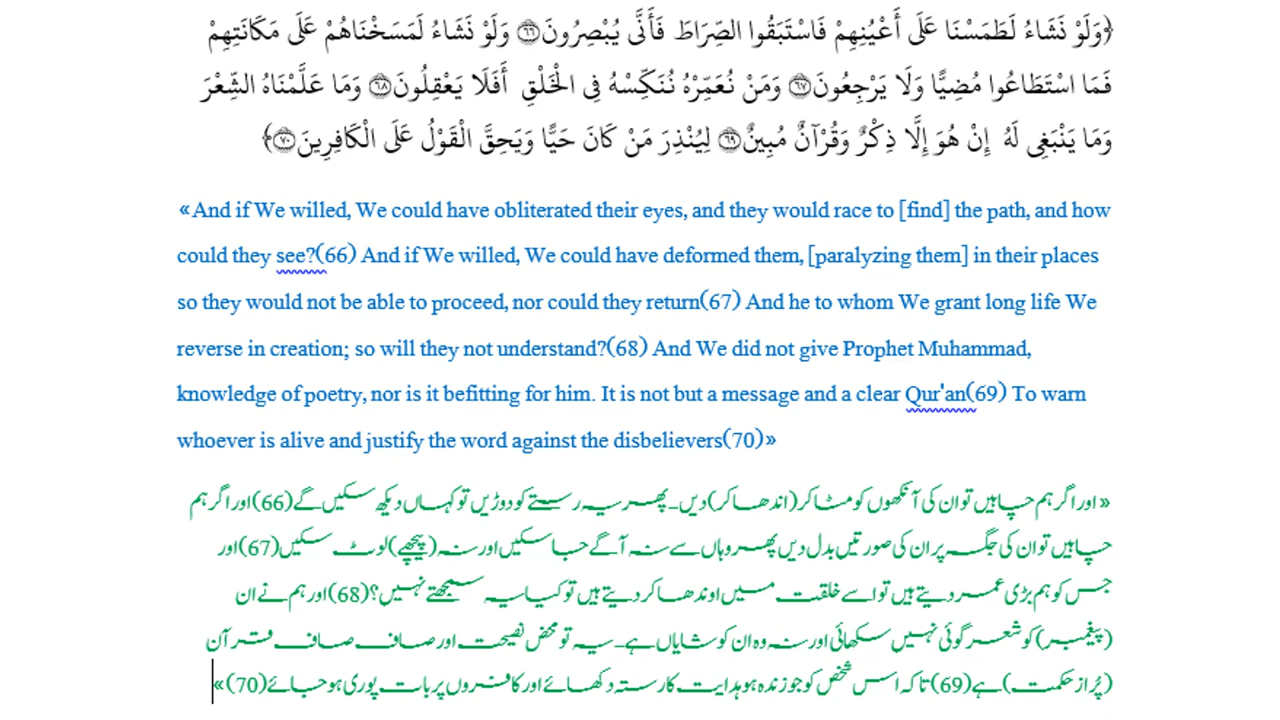 ﴿وَلَوْ نَشَاءُ لَطَمَسْنَا عَلَى أَعْيُنِهِمْ فَاسْتَبَقُوا الصِّرَاطَ فَأَنَّى يُبْصِرُونَ۝٦٦ وَلَوْ نَشَاءُ لَمَسَخْنَاهُمْ عَلَى مَكَانَتِهِمْ
فَمَا اسْتَطَاعُوا مُضِيًّا وَلَا يَرْجِعُونَ۝٦٧ وَمَنْ نُعَمِّرْهُ نُنَكِّسْهُ فِي الْخَلْقِ أَفَلَا يَعْقِلُونَ۝٦٨ وَمَا عَلَّمْنَاهُ الشِّعْرَ
وَمَا يَنْبَغِي لَهُ إِنْ هُوَ إِلَّا ذِكْرٌ وَقُرْآنٌ مُبِينٌ۝٦٩ لِيُنْذِرَ مَنْ كَانَ حَيًّا وَيَحِقَّ الْقَوْلُ عَلَى الْكَافِرِينَ۝٧٠﴾
«And if We willed, We could have obliterated their eyes, and they would race to [find] the path, and how
could they see?(66) And if We willed, We could have deformed them, [paralyzing them] in their places
so they would not be able to proceed, nor could they return(67) And he to whom We grant long life We
reverse in creation; so will they not understand?(68) And We did not give Prophet Muhammad,
knowledge of poetry, nor is it befitting for him. It is not but a message and a clear Qur'an(69) To warn
whoever is alive and justify the word against the disbelievers(70)»
«اور اگر ہم چاہیں تو ان کی آنکھوں کو مٹا کر (اندھا کر) دیں۔ پھر یہ رستے کو دوڑیں تو کہاں دیکھ سکیں گے(66) اور اگر ہم
چاہیں تو ان کی جگہ پر ان کی صورتیں بدل دیں پھر وہاں سے نہ آگے جاسکیں اور نہ (پیچھے) لوٹ سکیں(67) اور
جس کو ہم بڑی عمر دیتے ہیں تو اسے خلقت میں اوندھا کردیتے ہیں تو کیا یہ سمجھتے نہیں؟(68) اور ہم نے ان
(پیغمبر) کو شعر گوئی نہیں سکھائی اور نہ وہ ان کو شایاں ہے۔ یہ تو محض نصیحت اور صاف صاف قرآن
(پُراز حکمت) ہے(69) تاکہ اس شخص کو جو زندہ ہو ہدایت کا رستہ دکھائے اور کافروں پر بات پوری ہوجائے(70)»